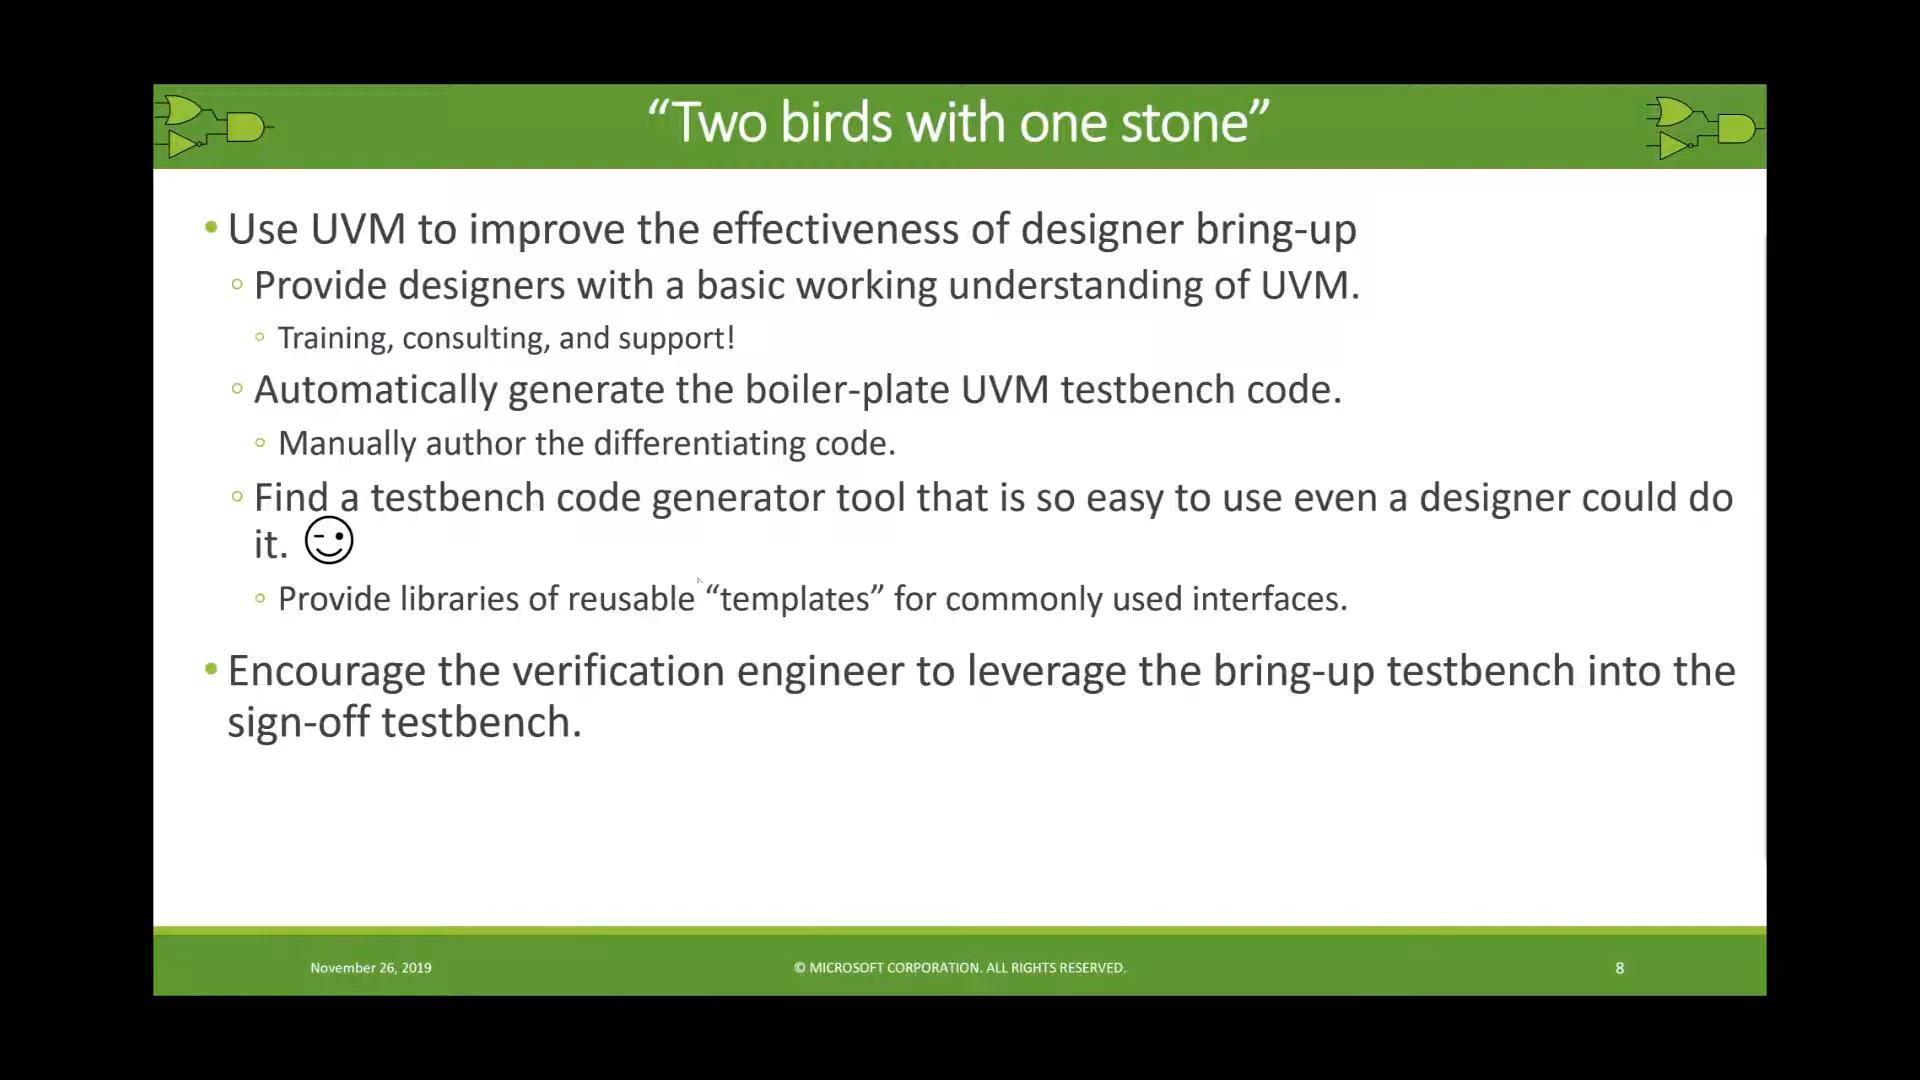 “Two birds with one stone”
• Use UVM to improve the effectiveness of designer bring-up
◦ Provide designers with a basic working understanding of UVM.
◦ Training, consulting, and support!
◦ Automatically generate the boiler-plate UVM testbench code.
◦ Manually author the differentiating code.
◦ Find a testbench code generator tool that is so easy to use even a designer could do
it. 😉
◦ Provide libraries of reusable “templates” for commonly used interfaces.
• Encourage the verification engineer to leverage the bring-up testbench into the
sign-off testbench.
November 26, 2019
© MICROSOFT CORPORATION. ALL RIGHTS RESERVED.
8